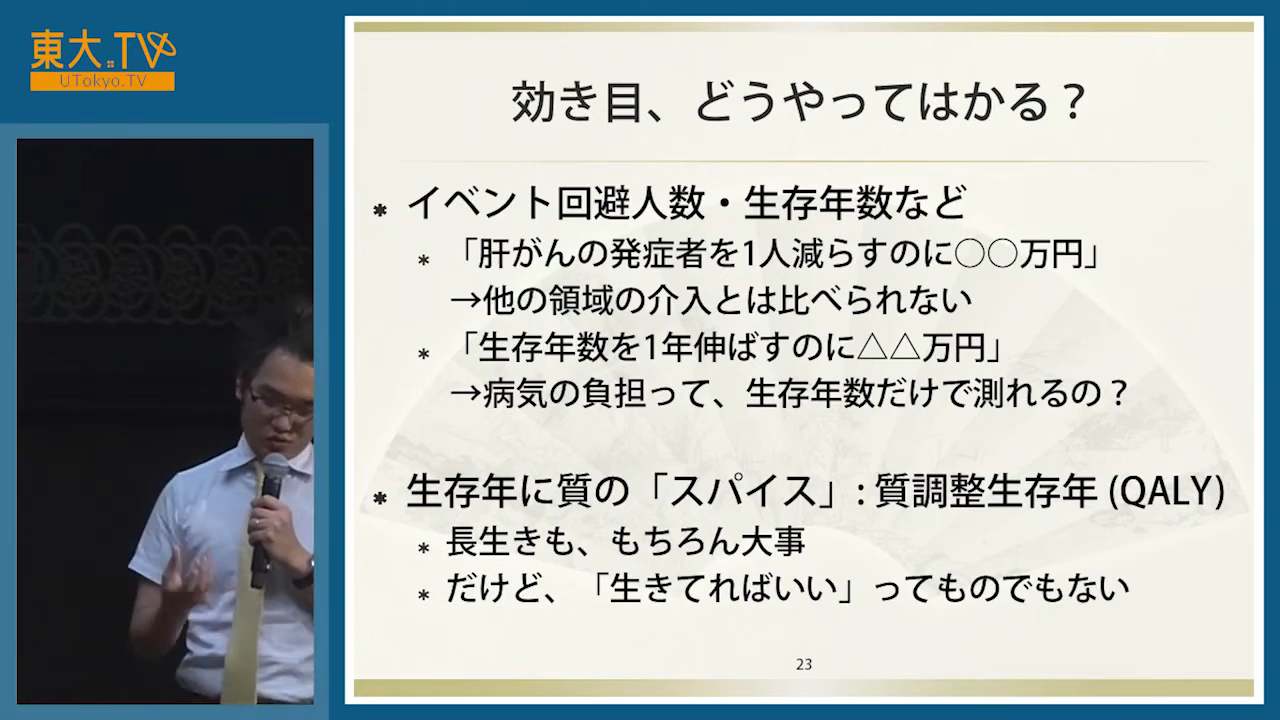 東大.TV
UTokyo.TV
効き目、どうやってはかる？
* イベント回避人数・生存年数など
* 「肝がんの発症者を1人減らすのに○○万円」
→他の領域の介入とは比べられない
* 「生存年数を1年伸ばすのに△△万円」
→病気の負担って、生存年数だけで測れるの？
* 生存年に質の「スパイス」: 質調整生存年 (QALY)
* 長生きも、もちろん大事
* だけど、「生きてればいい」ってものでもない
23